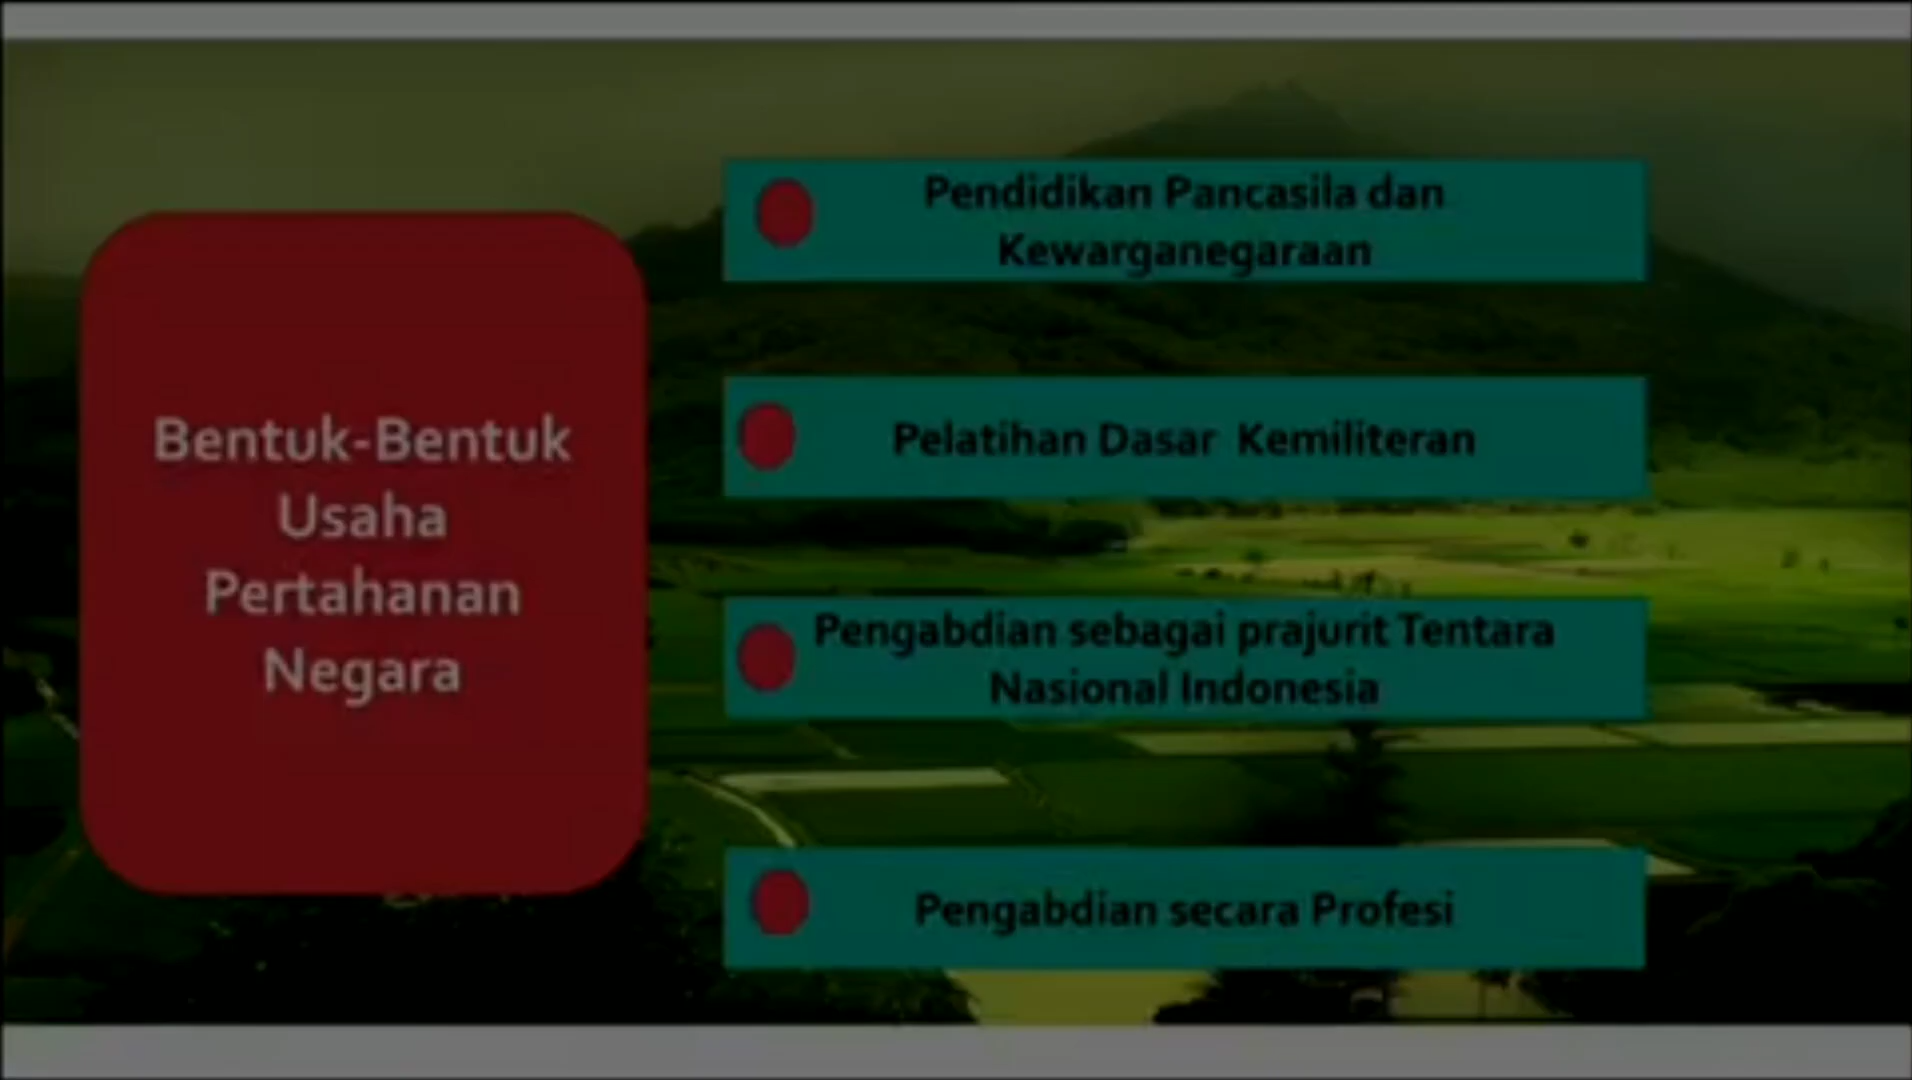 Bentuk-Bentuk
Usaha
Pertahanan
Negara
Pendidikan Pancasila dan
Kewarganegaraan
Pelatihan Dasar Kemiliteran
Pengabdian sebagai prajurit Tentara
Nasional Indonesia
Pengabdian secara Profesi